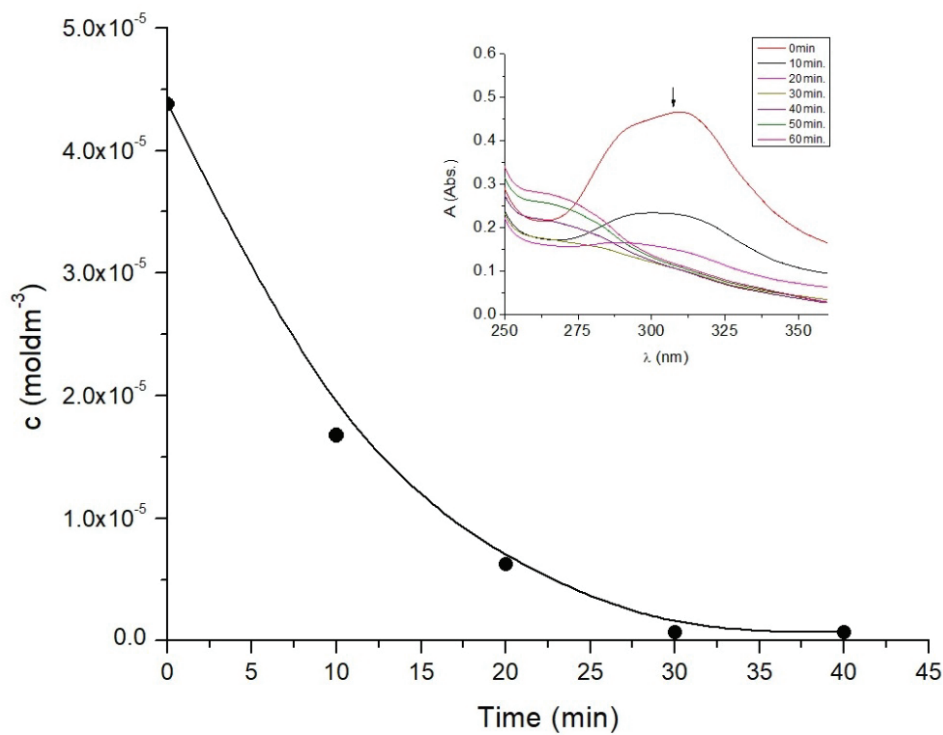 5.0x10⁻⁵
4.0x10⁻⁵
3.0x10⁻⁵
2.0x10⁻⁵
1.0x10⁻⁵
0.0
c (moldm⁻³)
0 5 10 15 20 25 30 35 40 45
Time (min)
0.6
0.5
0.4
0.3
0.2
0.1
0.0
A (Abs.)
250 275 300 325 350
λ (nm)
0min
10min.
20min.
30min.
40min.
50min.
60min.